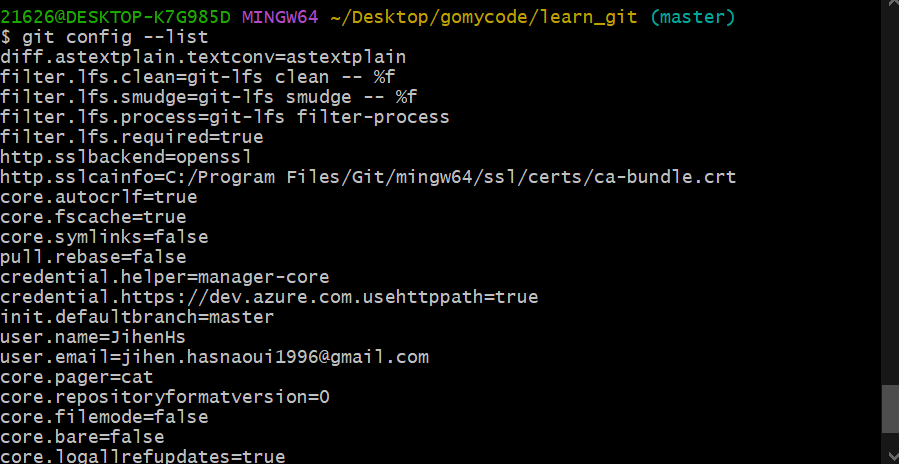 21626@DESKTOP-K7G985D MINGW64 ~/Desktop/gomycode/learn_git (master)
$ git config --list
diff.astextplain.textconv=astextplain
filter.lfs.clean=git-lfs clean -- %f
filter.lfs.smudge=git-lfs smudge -- %f
filter.lfs.process=git-lfs filter-process
filter.lfs.required=true
http.sslbackend=openssl
http.sslcainfo=C:/Program Files/Git/mingw64/ssl/certs/ca-bundle.crt
core.autocrlf=true
core.fscache=true
core.symlinks=false
pull.rebase=false
credential.helper=manager-core
credential.https://dev.azure.com.usehttppath=true
init.defaultbranch=master
user.name=JihenHs
user.email=jihen.hasnaoui1996@gmail.com
core.pager=cat
core.repositoryformatversion=0
core.filemode=false
core.bare=false
core.logallrefupdates=true